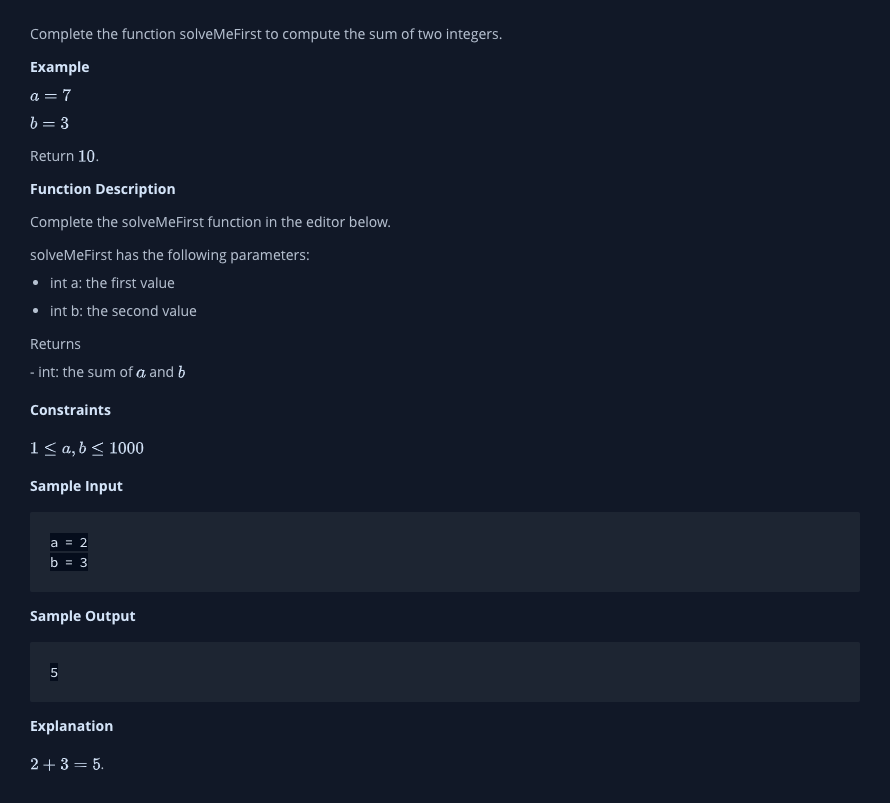 Complete the function solveMeFirst to compute the sum of two integers.
Example
a = 7
b = 3
Return 10.
Function Description
Complete the solveMeFirst function in the editor below.
solveMeFirst has the following parameters:
• int a: the first value
• int b: the second value
Returns
- int: the sum of a and b
Constraints
1 ≤ a, b ≤ 1000
Sample Input
a = 2
b = 3
Sample Output
5
Explanation
2 + 3 = 5.